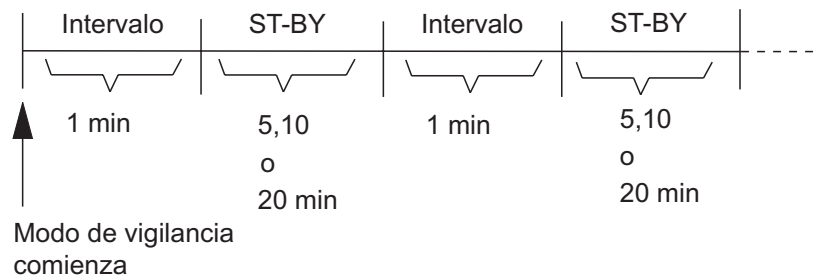 Intervalo ST-BY Intervalo ST-BY
1 min 5,10 1 min 5,10
o o
20 min 20 min
Modo de vigilancia
comienza